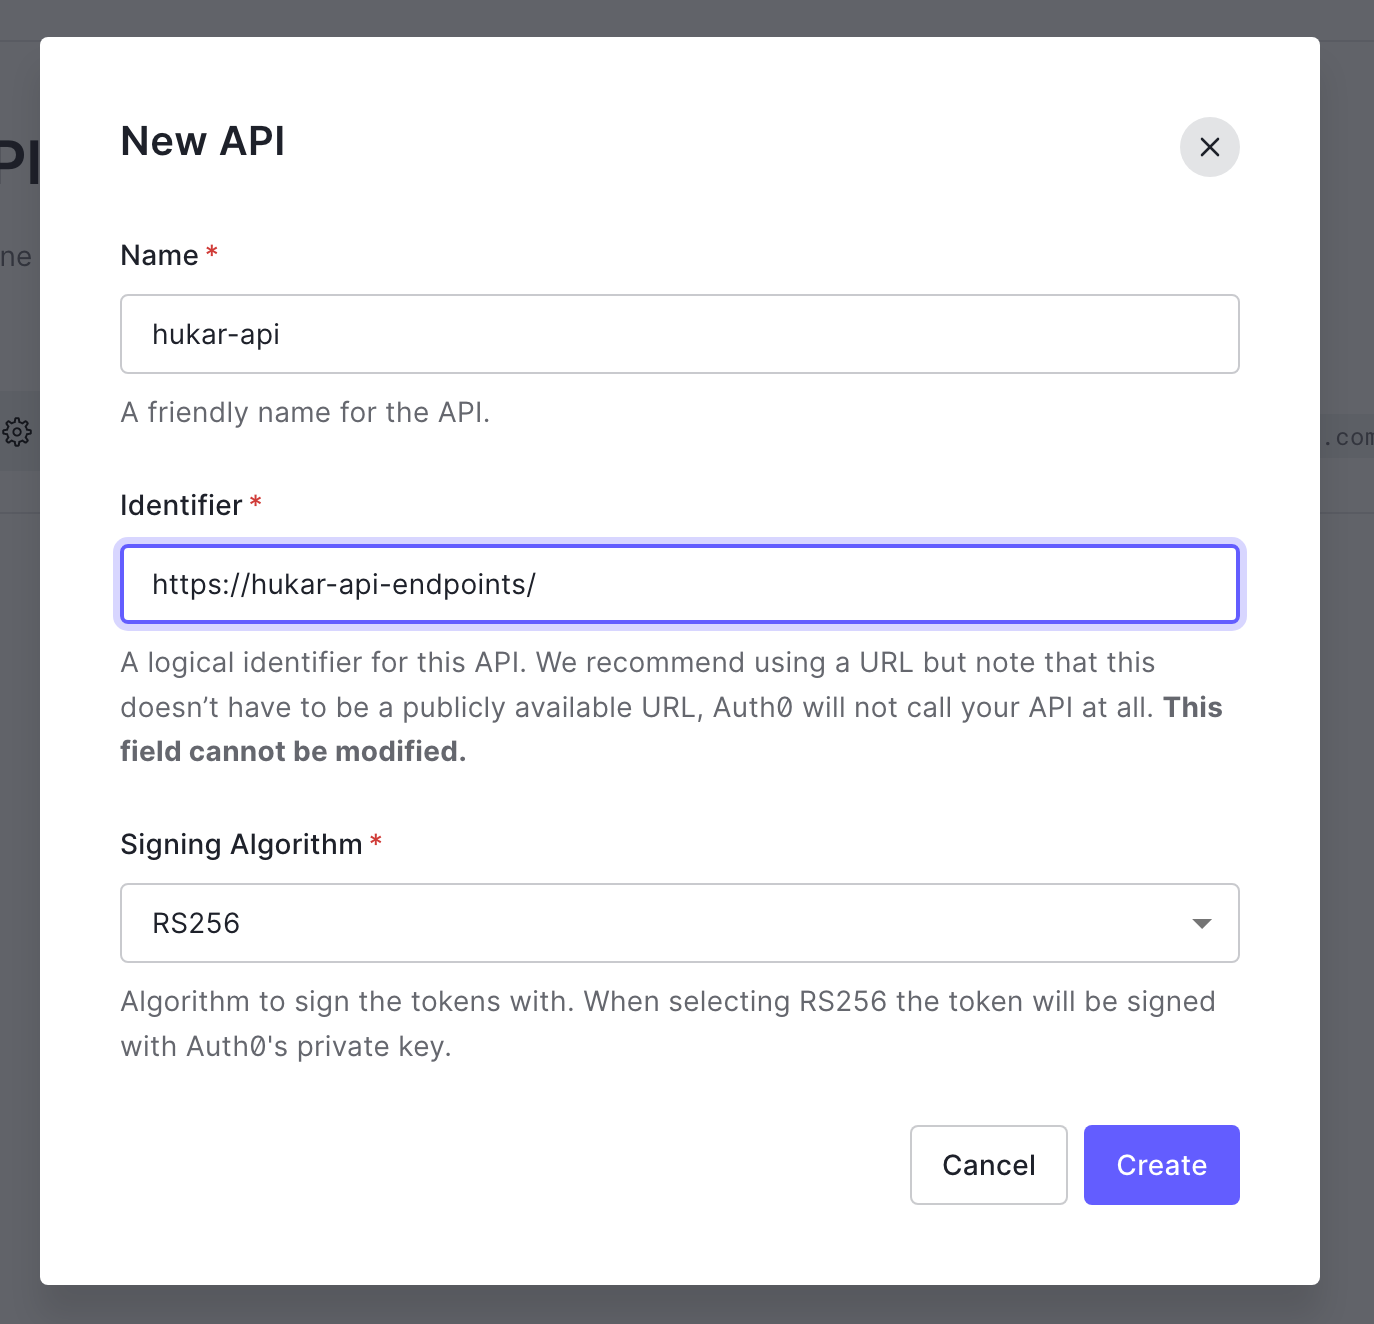 New API
PI
ne
Name *
hukar-api
A friendly name for the API.
.com
Identifier *
https://hukar-api-endpoints/
A logical identifier for this API. We recommend using a URL but note that this
doesn’t have to be a publicly available URL, Auth0 will not call your API at all. This
field cannot be modified.
Signing Algorithm *
RS256
Algorithm to sign the tokens with. When selecting RS256 the token will be signed
with Auth0's private key.
Cancel
Create